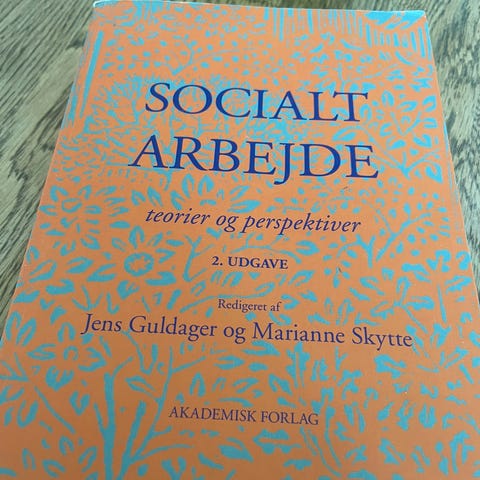 SOCIALT
ARBEJDE
teorier og perspektiver
2. UDGAVE
Redigeret af
Jens Guldager og Marianne Skytte
AKADEMISK FORLAG